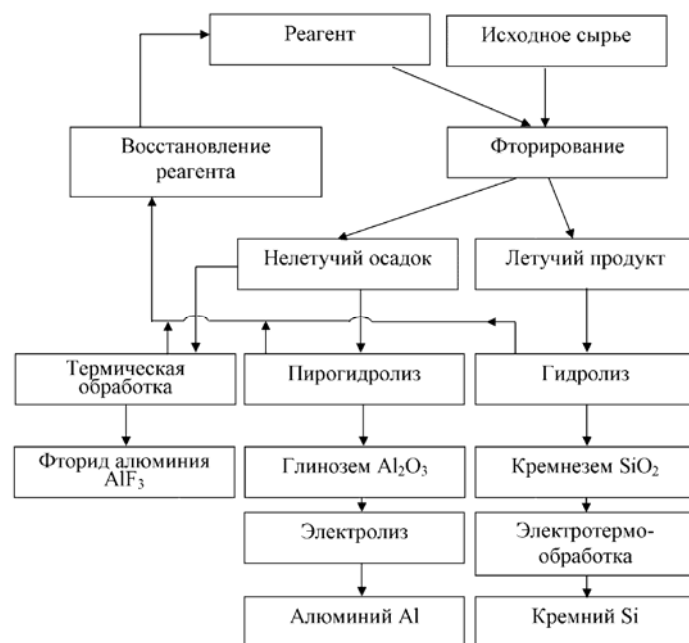 Реагент
Исходное сырье
Восстановление
реагента
Фторирование
Нелетучий осадок
Летучий продукт
Термическая
обработка
Пирогидролиз
Гидролиз
Фторид алюминия
AlF₃
Глинозем Al₂O₃
Кремнезем SiO₂
Электролиз
Электротермо-
обработка
Алюминий Al
Кремний Si